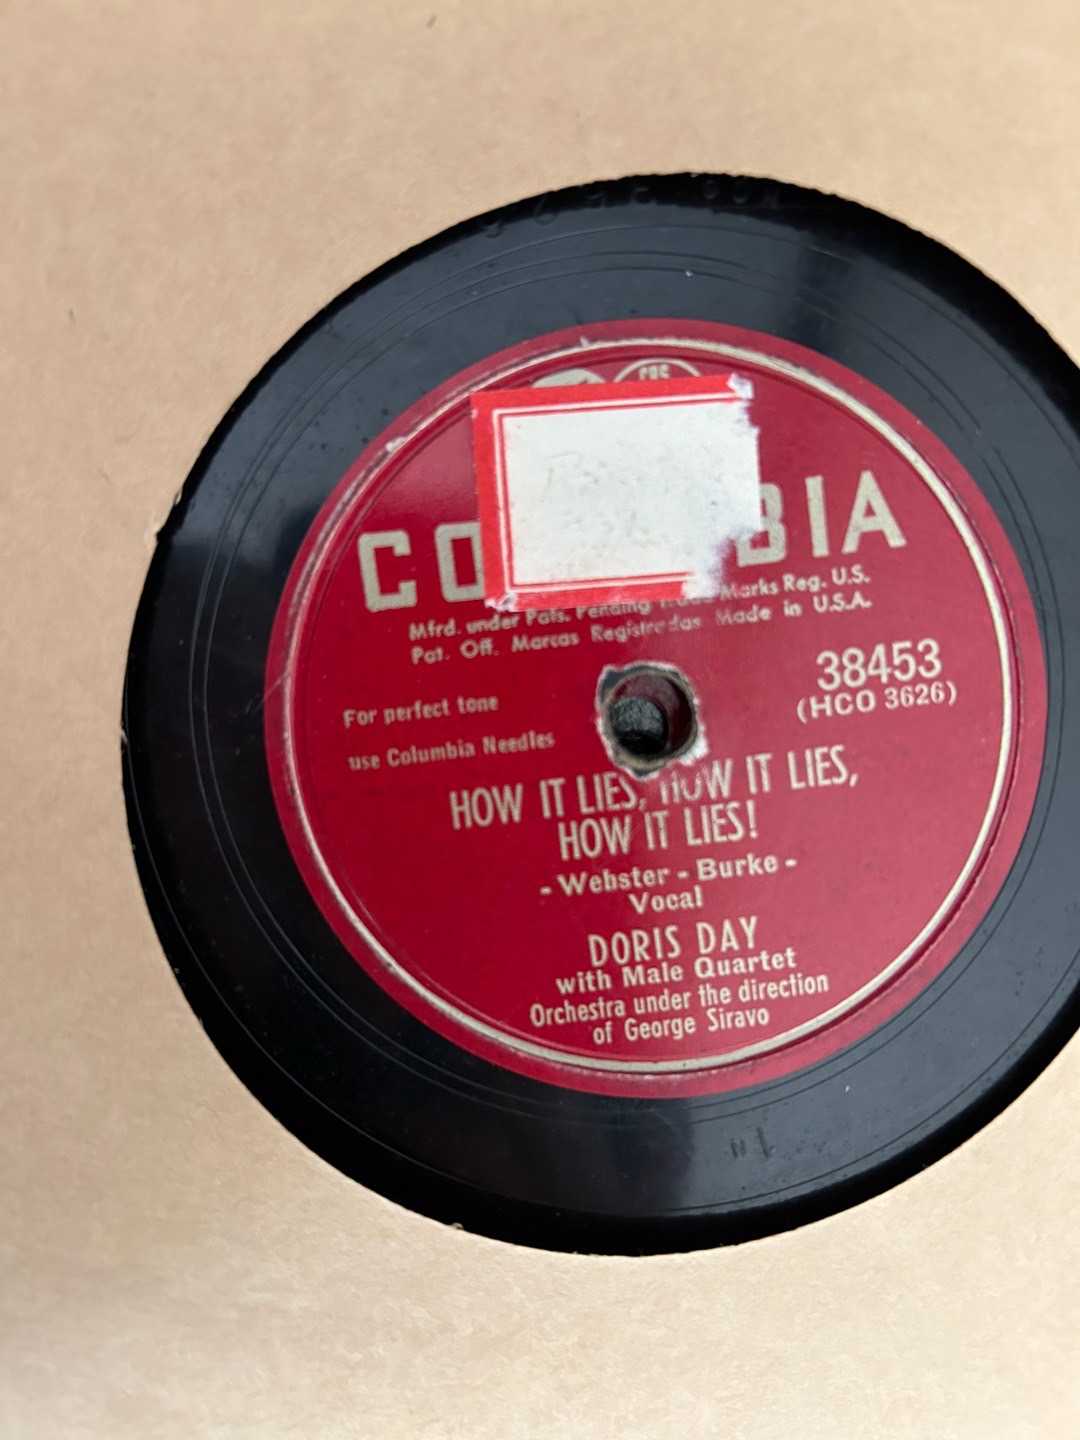 CBS
CO BIA
Mfrd. under Pats. Pending Trade Marks Reg. U.S.
Pat. Off. Marcas Registradas Made in U.S.A.
38453
(HCO 3626)
For perfect tone
use Columbia Needles
HOW IT LIES, HOW IT LIES,
HOW IT LIES!
- Webster - Burke -
Vocal
DORIS DAY
with Male Quartet
Orchestra under the direction
of George Siravo